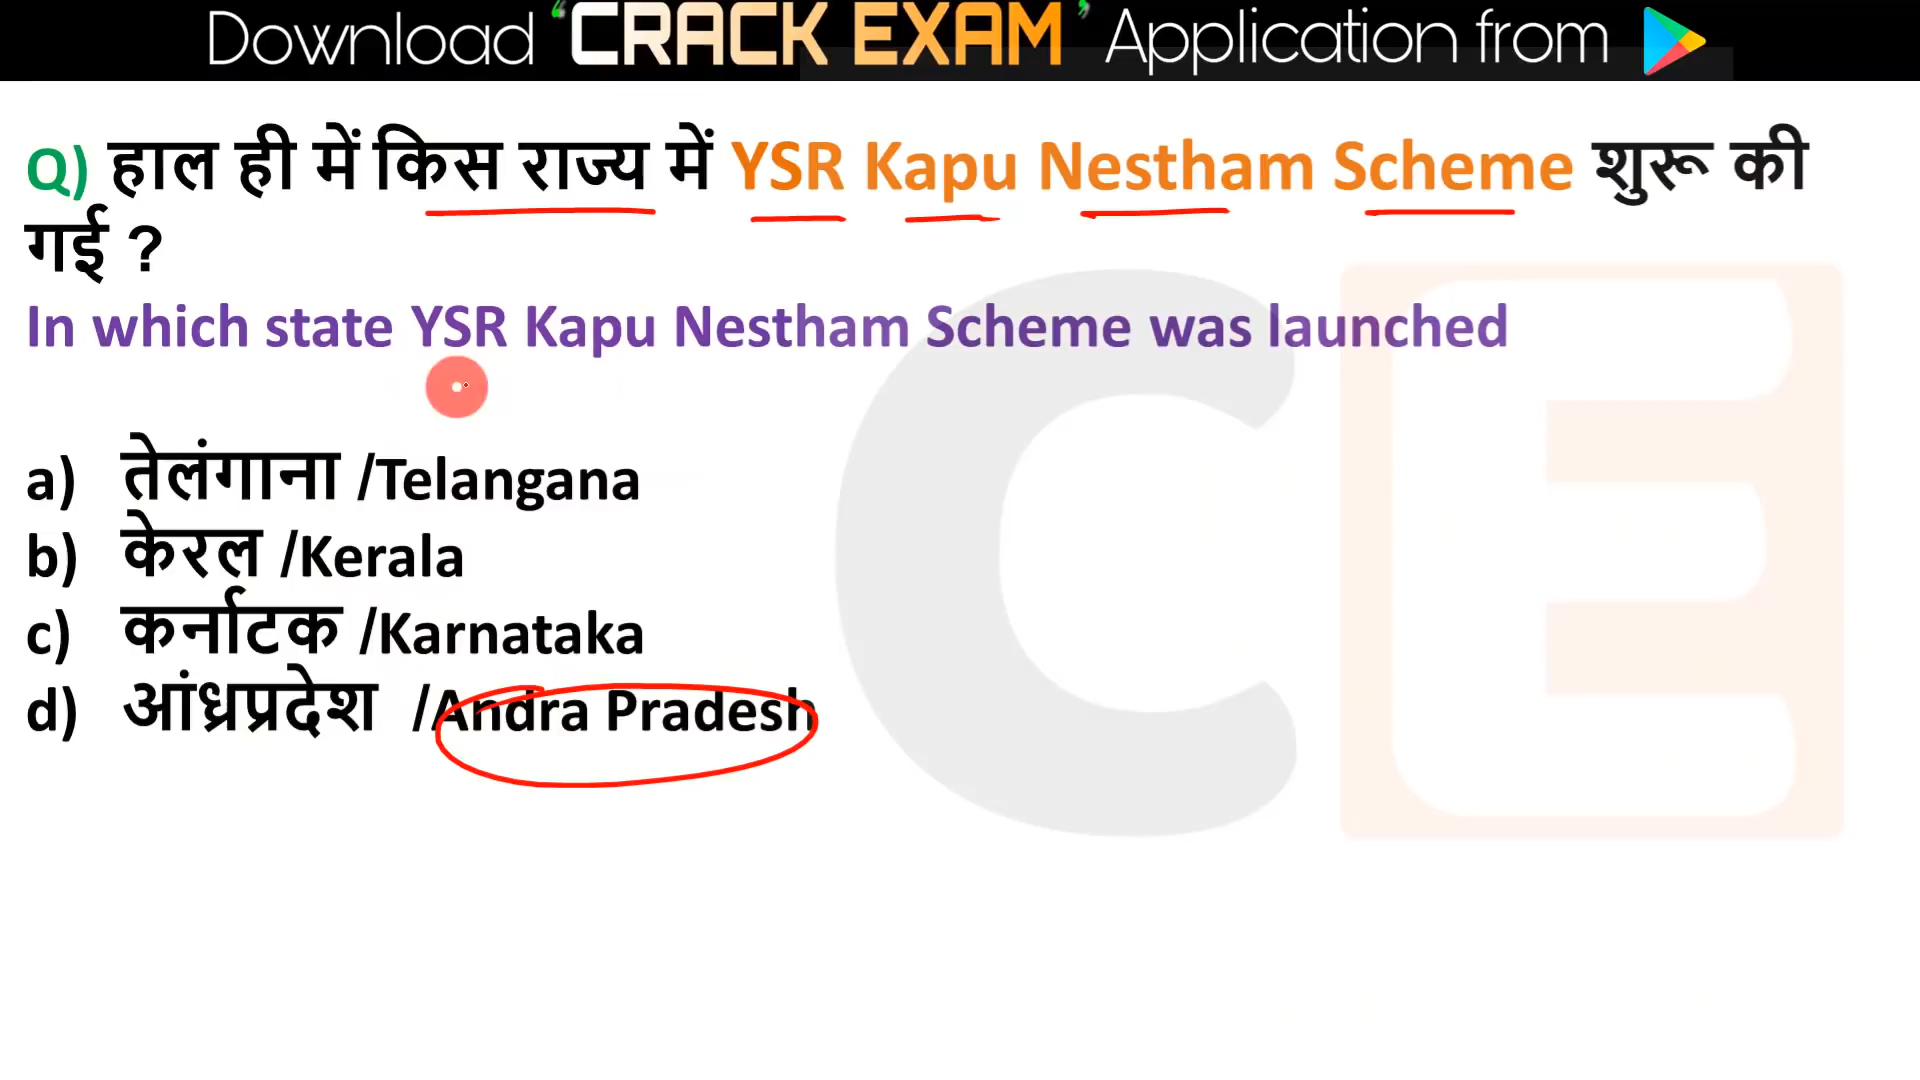 Download ‘CRACK EXAM’ Application from
Q) हाल ही में किस राज्य में YSR Kapu Nestham Scheme शुरू की
गई ?
In which state YSR Kapu Nestham Scheme was launched
a) तेलंगाना /Telangana
b) केरल /Kerala
c) कर्नाटक /Karnataka
d) आंध्रप्रदेश /Andra Pradesh
CE